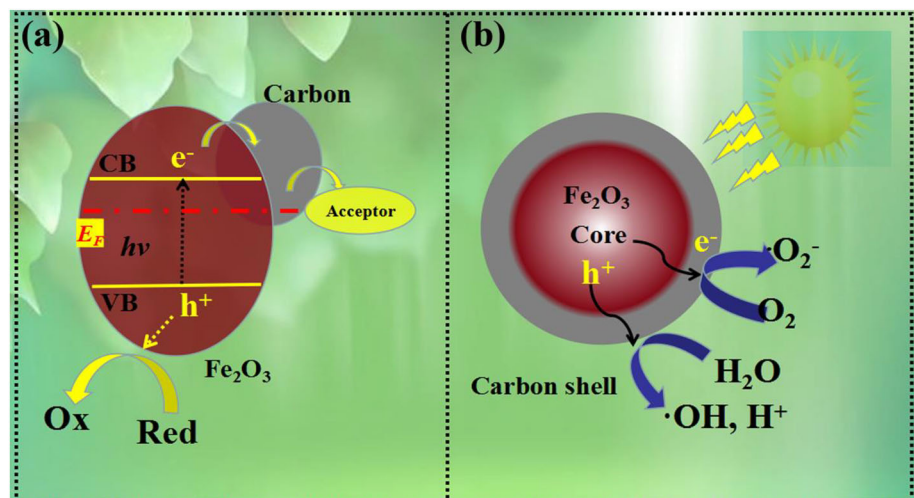 (a)
Carbon
CB
e⁻
Acceptor
E_F
hν
VB
h⁺
Fe₂O₃
Ox
Red
(b)
Fe₂O₃
Core
e⁻
h⁺
·O₂⁻
O₂
H₂O
Carbon shell
·OH, H⁺